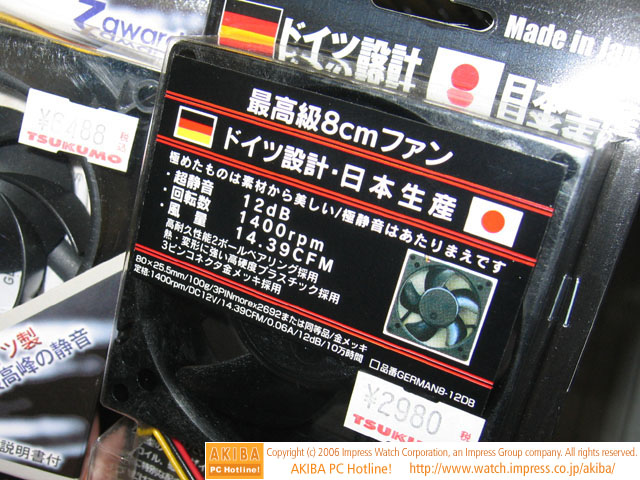 Zaward
ドイツ設計
Made in Japan
日本生産
¥6488 税込
TSUKUMO
最高級8cmファン
ドイツ設計・日本生産
極めたものは素材から美しい/極静音はあたりまえです
・超静音 12dB
・回転数 1400rpm
・風量 14.39CFM
高耐久性能2ボールベアリング採用
熱・変形に強い高硬度プラスチック採用
3ピンコネクタ金メッキ採用
80×25.5mm/100g/3PINmorex2692または同等品/金メッキ
定格:1400rpm/DC12V/14.39CFM/0.06A/12dB/10万時間
□品番GERMAN8-12DB
¥2980 税
TSUKUMO
ツ製
最高峰の静音
説明書付
AKIBA
PC Hotline!
Copyright (c) 2006 Impress Watch Corporation, an Impress Group company. All rights reserved.
AKIBA PC Hotline! http://www.watch.impress.co.jp/akiba/